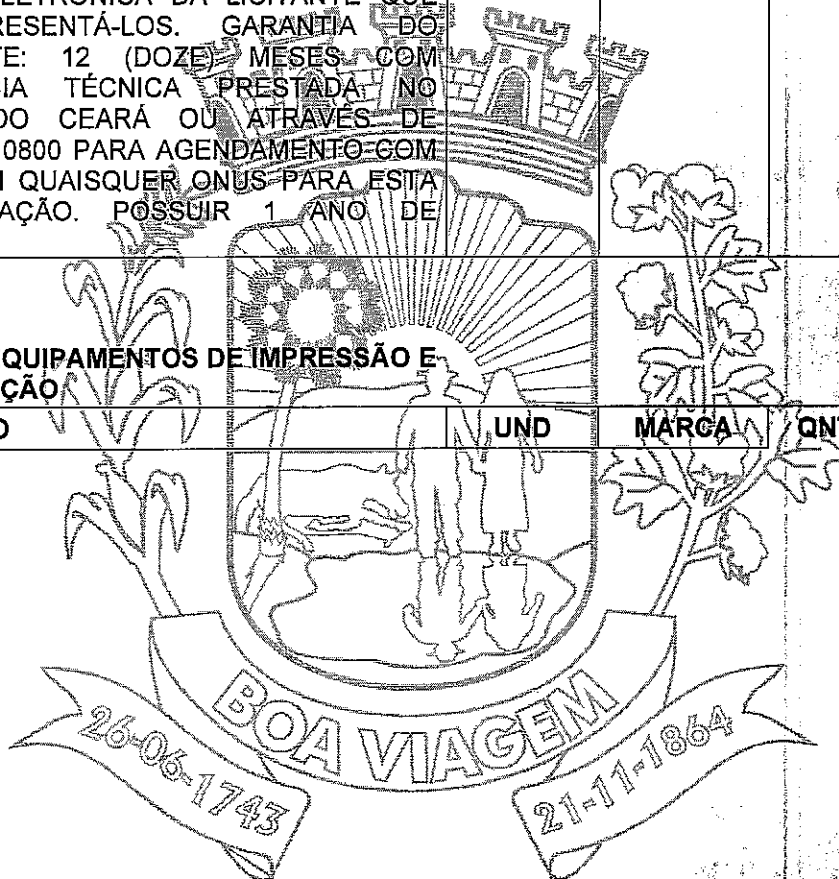 LETRÔNICA DA LICITANTE QUE
RESENTÁ-LOS. GARANTIA DO
TE: 12 (DOZE) MESES COM
IA TÉCNICA PRESTADA NO
DO CEARÁ OU ATRAVÉS DE
0800 PARA AGENDAMENTO COM
QUAISQUER ONUS PARA ESTA
AÇÃO. POSSUIR 1 ANO DE
QUIPAMENTOS DE IMPRESSÃO E
ÇÃO
O UND MARCA QNT
BOA VIAGEM
26-06-1743
21-11-1864